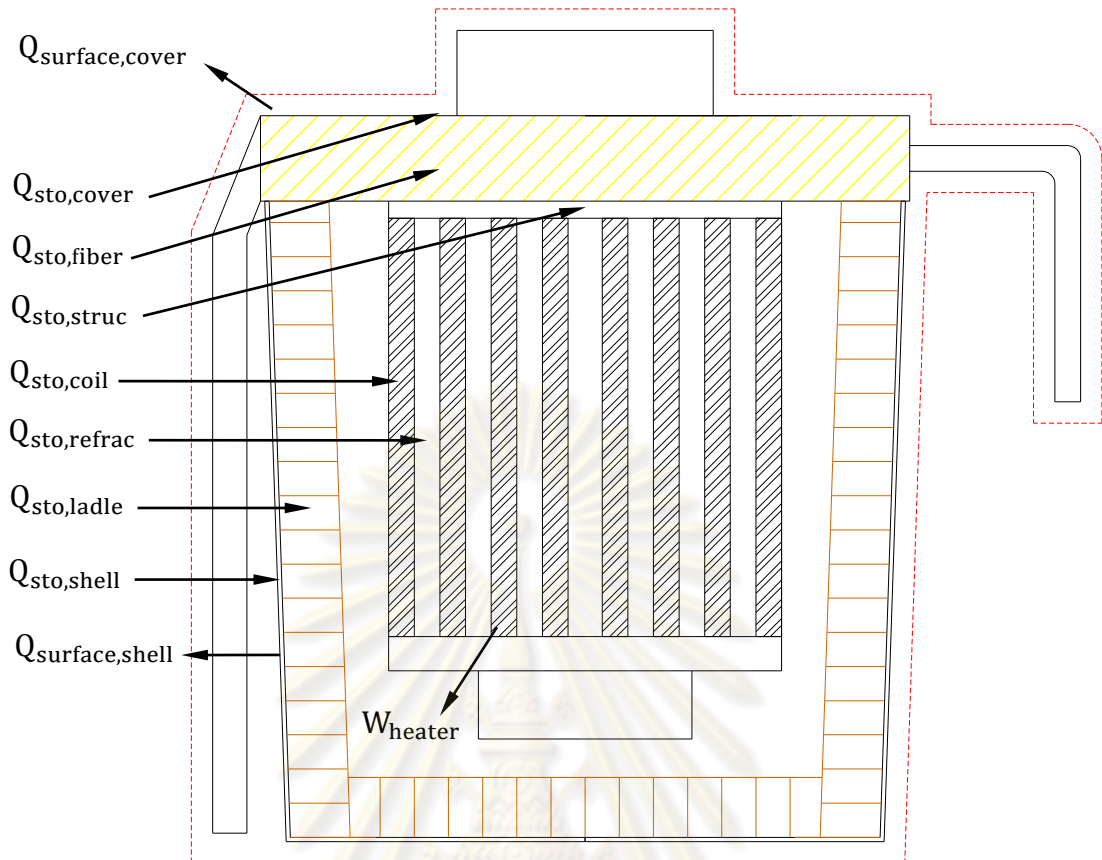 Qsurface,cover
Qsto,cover
Qsto,fiber
Qsto,struc
Qsto,coil
Qsto,refrac
Qsto,ladle
Qsto,shell
Qsurface,shell
Wheater